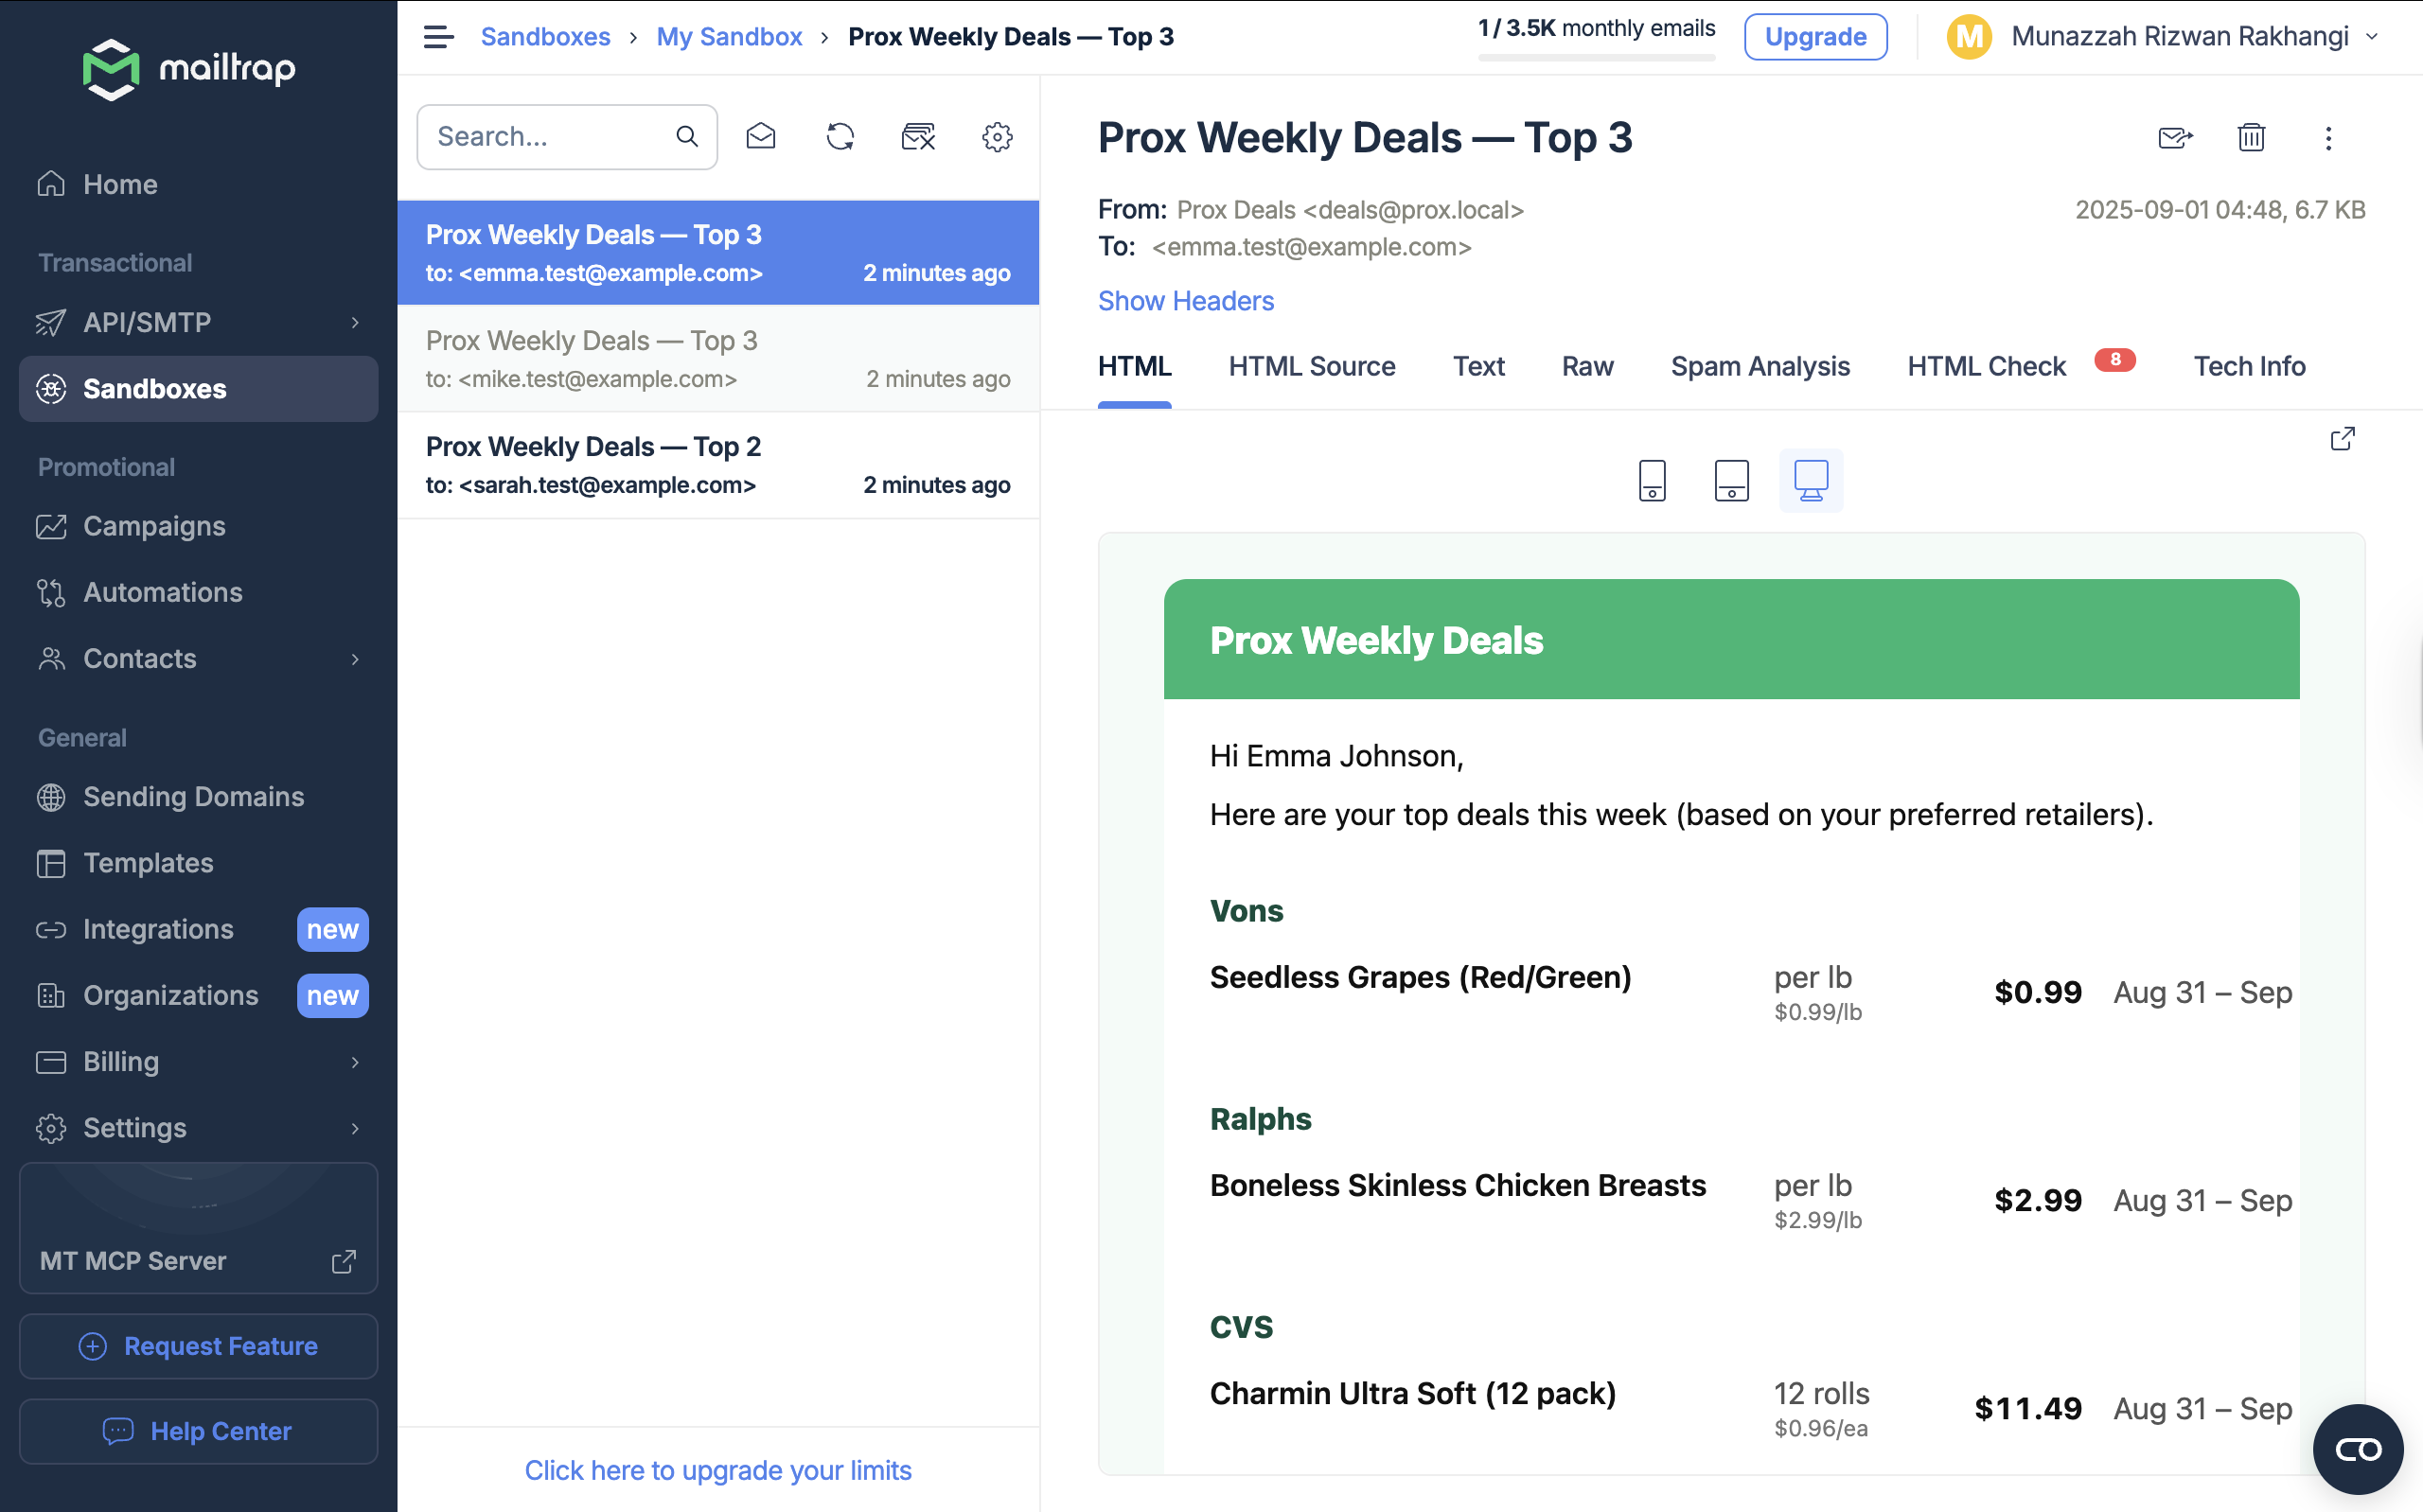 mailtrap
Home
Transactional
API/SMTP
Sandboxes
Promotional
Campaigns
Automations
Contacts
General
Sending Domains
Templates
Integrations new
Organizations new
Billing
Settings
MT MCP Server
Request Feature
Help Center
Sandboxes › My Sandbox › Prox Weekly Deals — Top 3
1 / 3.5K monthly emails
Upgrade
M Munazzah Rizwan Rakhangi
Search...
Prox Weekly Deals — Top 3
to: <emma.test@example.com> 2 minutes ago
Prox Weekly Deals — Top 3
to: <mike.test@example.com> 2 minutes ago
Prox Weekly Deals — Top 2
to: <sarah.test@example.com> 2 minutes ago
Click here to upgrade your limits
Prox Weekly Deals — Top 3
From: Prox Deals <deals@prox.local> 2025-09-01 04:48, 6.7 KB
To: <emma.test@example.com>
Show Headers
HTML HTML Source Text Raw Spam Analysis HTML Check 8 Tech Info
Prox Weekly Deals
Hi Emma Johnson,
Here are your top deals this week (based on your preferred retailers).
Vons
Seedless Grapes (Red/Green) per lb $0.99 Aug 31 – Sep
$0.99/lb
Ralphs
Boneless Skinless Chicken Breasts per lb $2.99 Aug 31 – Sep
$2.99/lb
CVS
Charmin Ultra Soft (12 pack) 12 rolls $11.49 Aug 31 – Sep
$0.96/ea